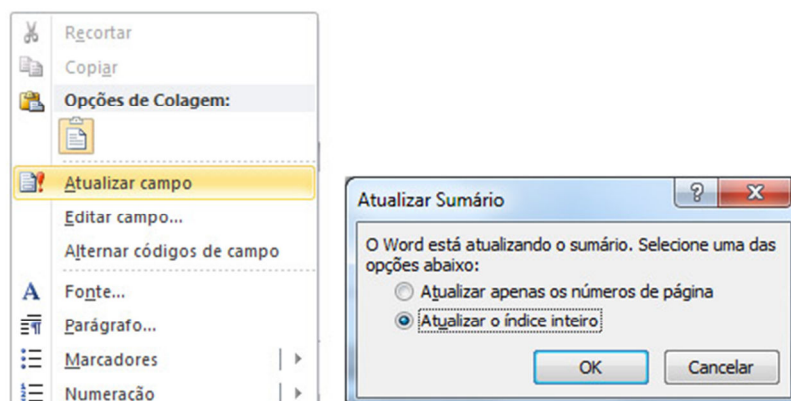 Recortar
Copiar
Opções de Colagem:
Atualizar campo
Editar campo...
Alternar códigos de campo
Fonte...
Parágrafo...
Marcadores
Numeração
Atualizar Sumário
O Word está atualizando o sumário. Selecione uma das
opções abaixo:
Atualizar apenas os números de página
Atualizar o índice inteiro
OK
Cancelar